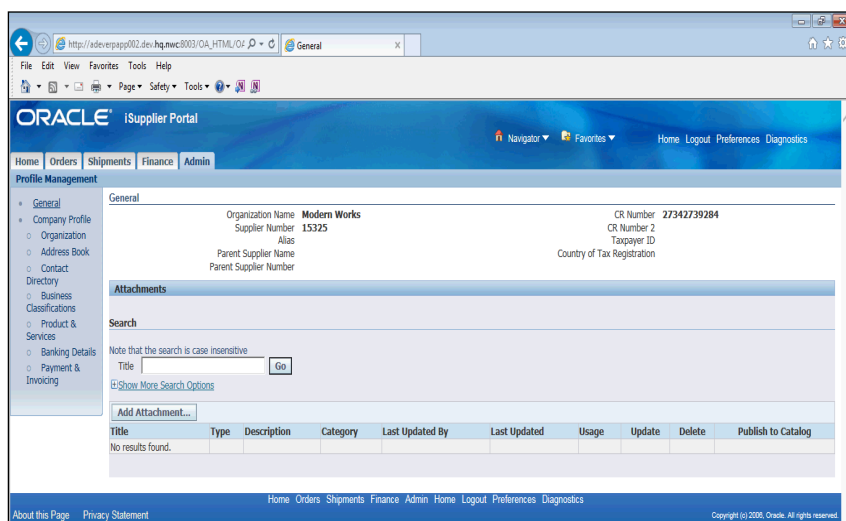 http://adeverpapp002.dev.hq.nwc:8003/OA_HTML/OA
General
File Edit View Favorites Tools Help
Page Safety Tools
ORACLE iSupplier Portal
Navigator Favorites Home Logout Preferences Diagnostics
Home Orders Shipments Finance Admin
Profile Management
General
Company Profile
Organization
Address Book
Contact
Directory
Business
Classifications
Product &
Services
Banking Details
Payment &
Invoicing
General
Organization Name Modern Works
Supplier Number 15325
Alias
Parent Supplier Name
Parent Supplier Number
CR Number 27342739284
CR Number 2
Taxpayer ID
Country of Tax Registration
Attachments
Search
Note that the search is case insensitive
Title Go
Show More Search Options
Add Attachment...
Title Type Description Category Last Updated By Last Updated Usage Update Delete Publish to Catalog
No results found.
Home Orders Shipments Finance Admin Home Logout Preferences Diagnostics
About this Page Privacy Statement
Copyright (c) 2006, Oracle. All rights reserved.